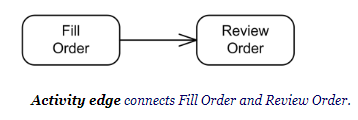 Fill
Order
Review
Order
Activity edge connects Fill Order and Review Order.